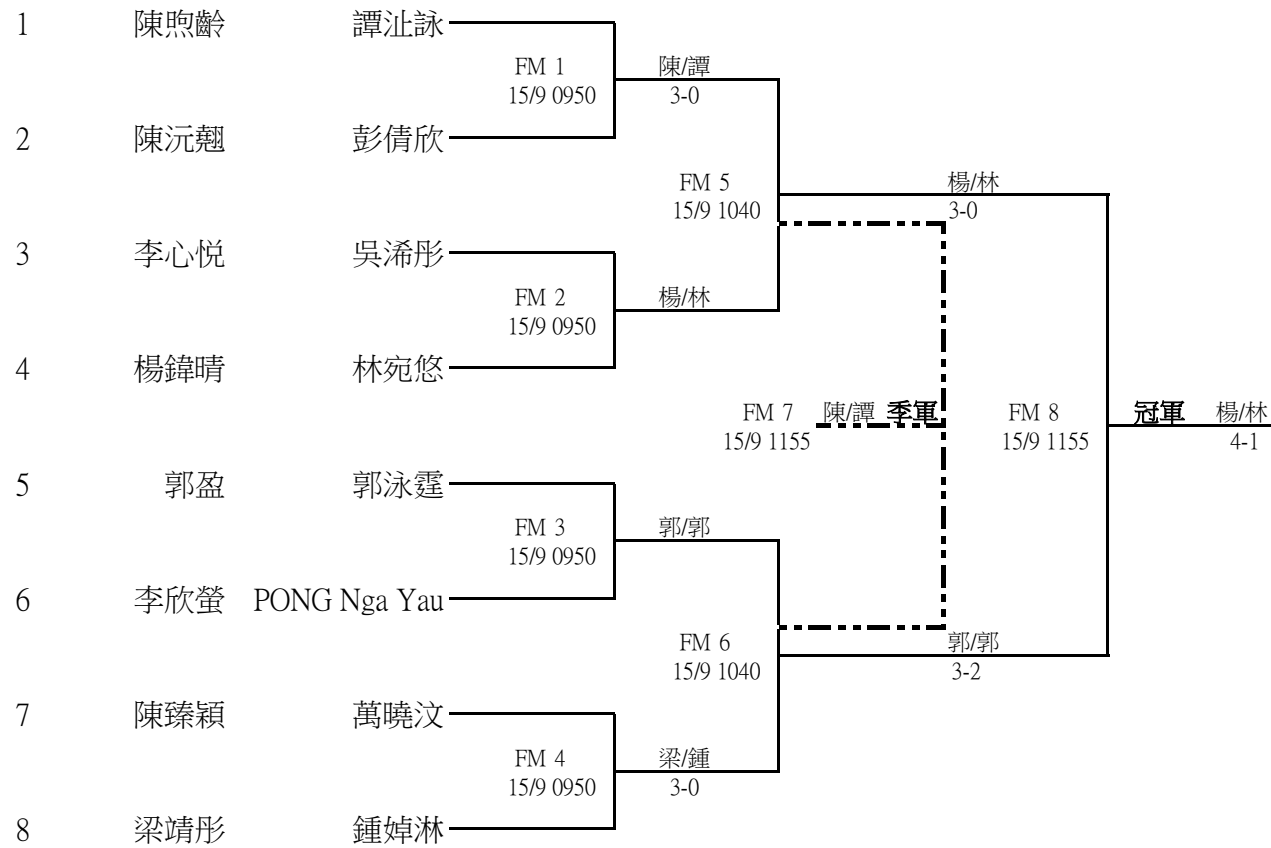 1 陳煦齡 譚沚詠
FM 1 陳/譚
15/9 0950 3-0
2 陳沅翹 彭倩欣
FM 5 楊/林
15/9 1040 3-0
3 李心悦 吳浠彤
FM 2 楊/林
15/9 0950
4 楊鍏晴 林宛悠
FM 7 陳/譚 季軍 FM 8 冠軍 楊/林
15/9 1155 15/9 1155 4-1
5 郭盈 郭泳霆
FM 3 郭/郭
15/9 0950
6 李欣螢 PONG Nga Yau
FM 6 郭/郭
15/9 1040 3-2
7 陳臻穎 萬曉汶
FM 4 梁/鍾
15/9 0950 3-0
8 梁靖彤 鍾婥淋